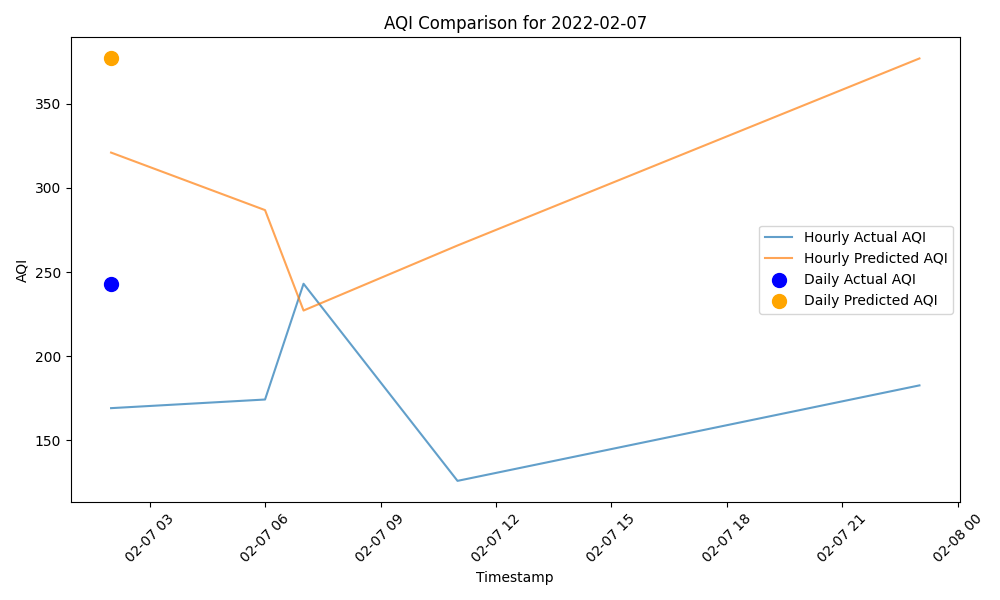 AQI Comparison for 2022-02-07
AQI
350
300
250
200
150
Hourly Actual AQI
Hourly Predicted AQI
Daily Actual AQI
Daily Predicted AQI
02-07 03
02-07 06
02-07 09
02-07 12
02-07 15
02-07 18
02-07 21
02-08 00
Timestamp